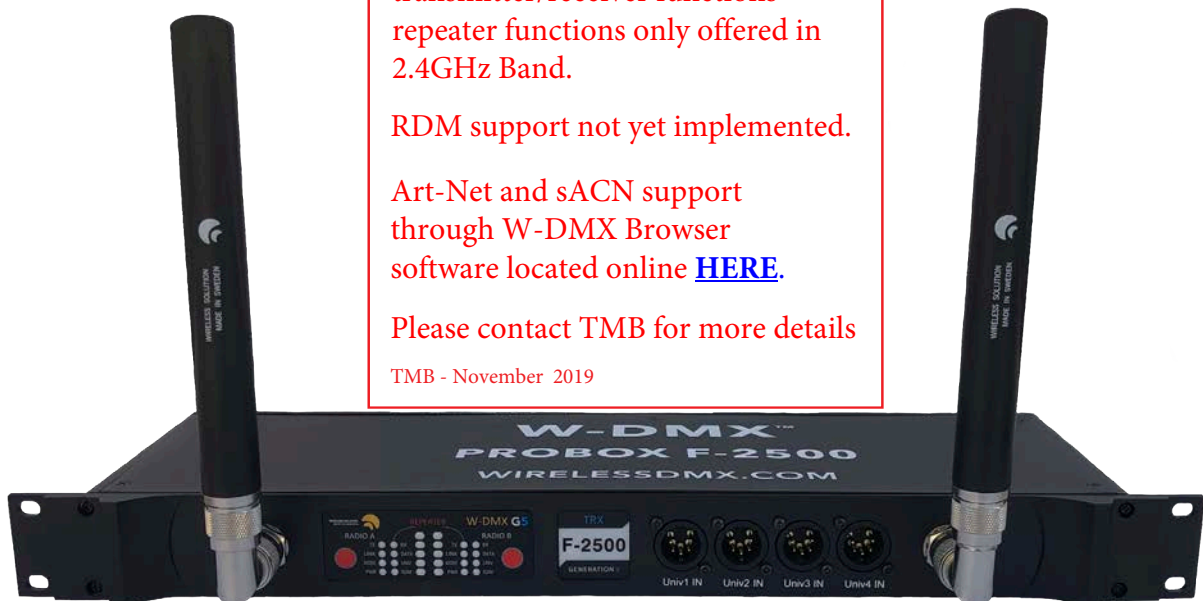 transmitter/receiver functions
repeater functions only offered in
2.4GHz Band.
RDM support not yet implemented.
Art-Net and sACN support
through W-DMX Browser
software located online HERE.
Please contact TMB for more details
TMB - November 2019
WIRELESS SOLUTION
MADE IN SWEDEN
WIRELESS SOLUTION
MADE IN SWEDEN
W-DMX™
PROBOX F-2500
WIRELESSDMX.COM
REPEATER
W-DMX G5
RADIO A
RADIO B
TRX
F-2500
GENERATION
Univ1 IN
Univ2 IN
Univ3 IN
Univ4 IN